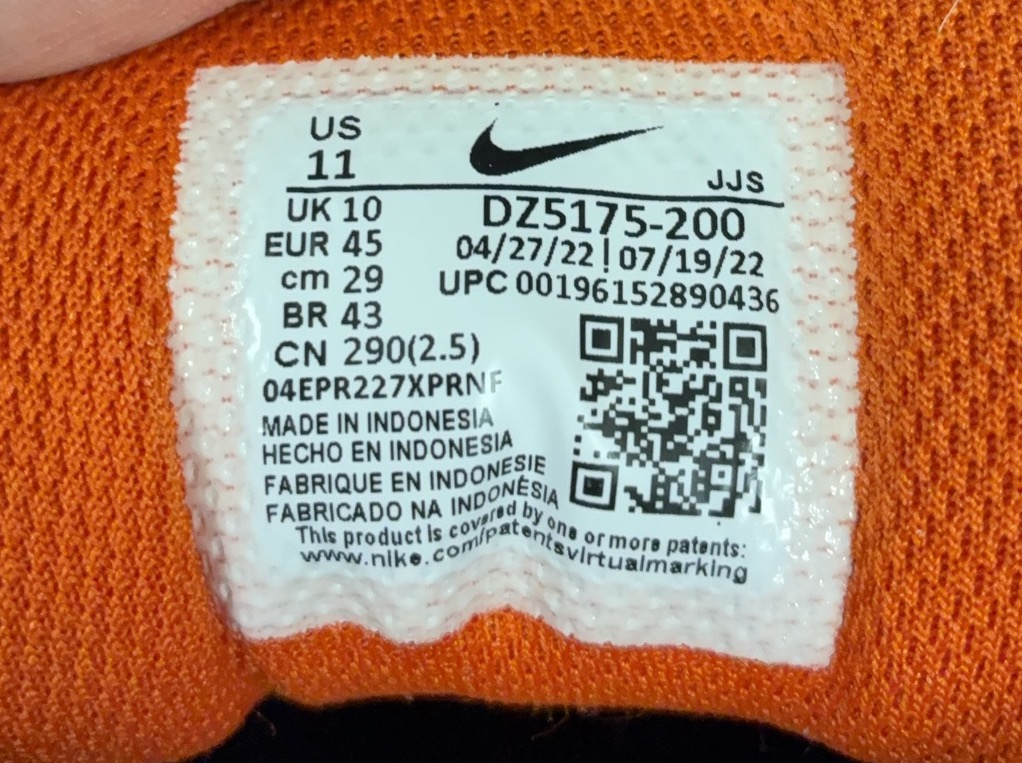 US
11
JJS
UK 10
EUR 45
cm 29
BR 43
CN 290(2.5)
DZ5175-200
04/27/22 | 07/19/22
UPC 00196152890436
04EPR227XPRNF
MADE IN INDONESIA
HECHO EN INDONESIA
FABRIQUE EN INDONESIE
FABRICADO NA INDONÉSIA
This product is covered by one or more patents:
www.nike.com/patentsvirtualmarking